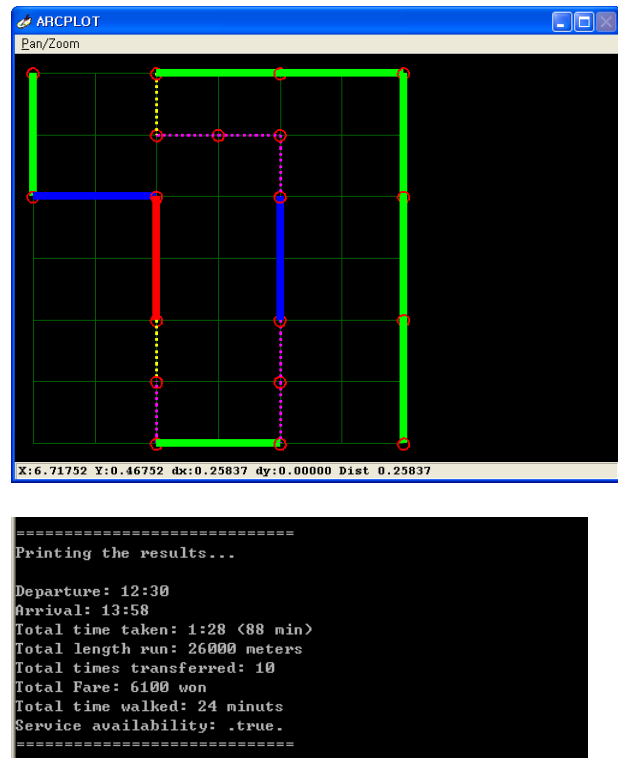 ARCPLOT
Pan/Zoom
X:6.71752 Y:0.46752 dx:0.25837 dy:0.00000 Dist 0.25837
==============================
Printing the results...
Departure: 12:30
Arrival: 13:58
Total time taken: 1:28 (88 min)
Total length run: 26000 meters
Total times transferred: 10
Total Fare: 6100 won
Total time walked: 24 minuts
Service availability: .true.
==============================